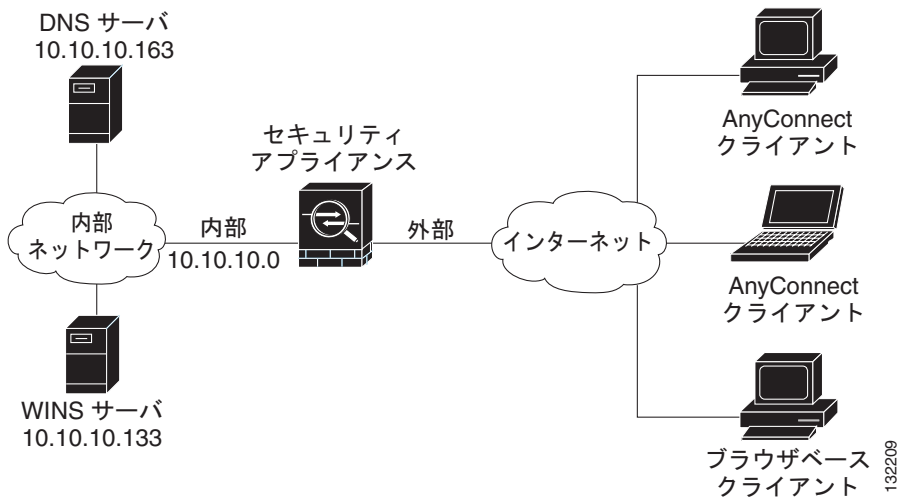 DNS サーバ
10.10.10.163
セキュリティ
アプライアンス
内部
ネットワーク
内部
10.10.10.0
外部
インターネット
AnyConnect
クライアント
AnyConnect
クライアント
WINS サーバ
10.10.10.133
ブラウザベース
クライアント
132209